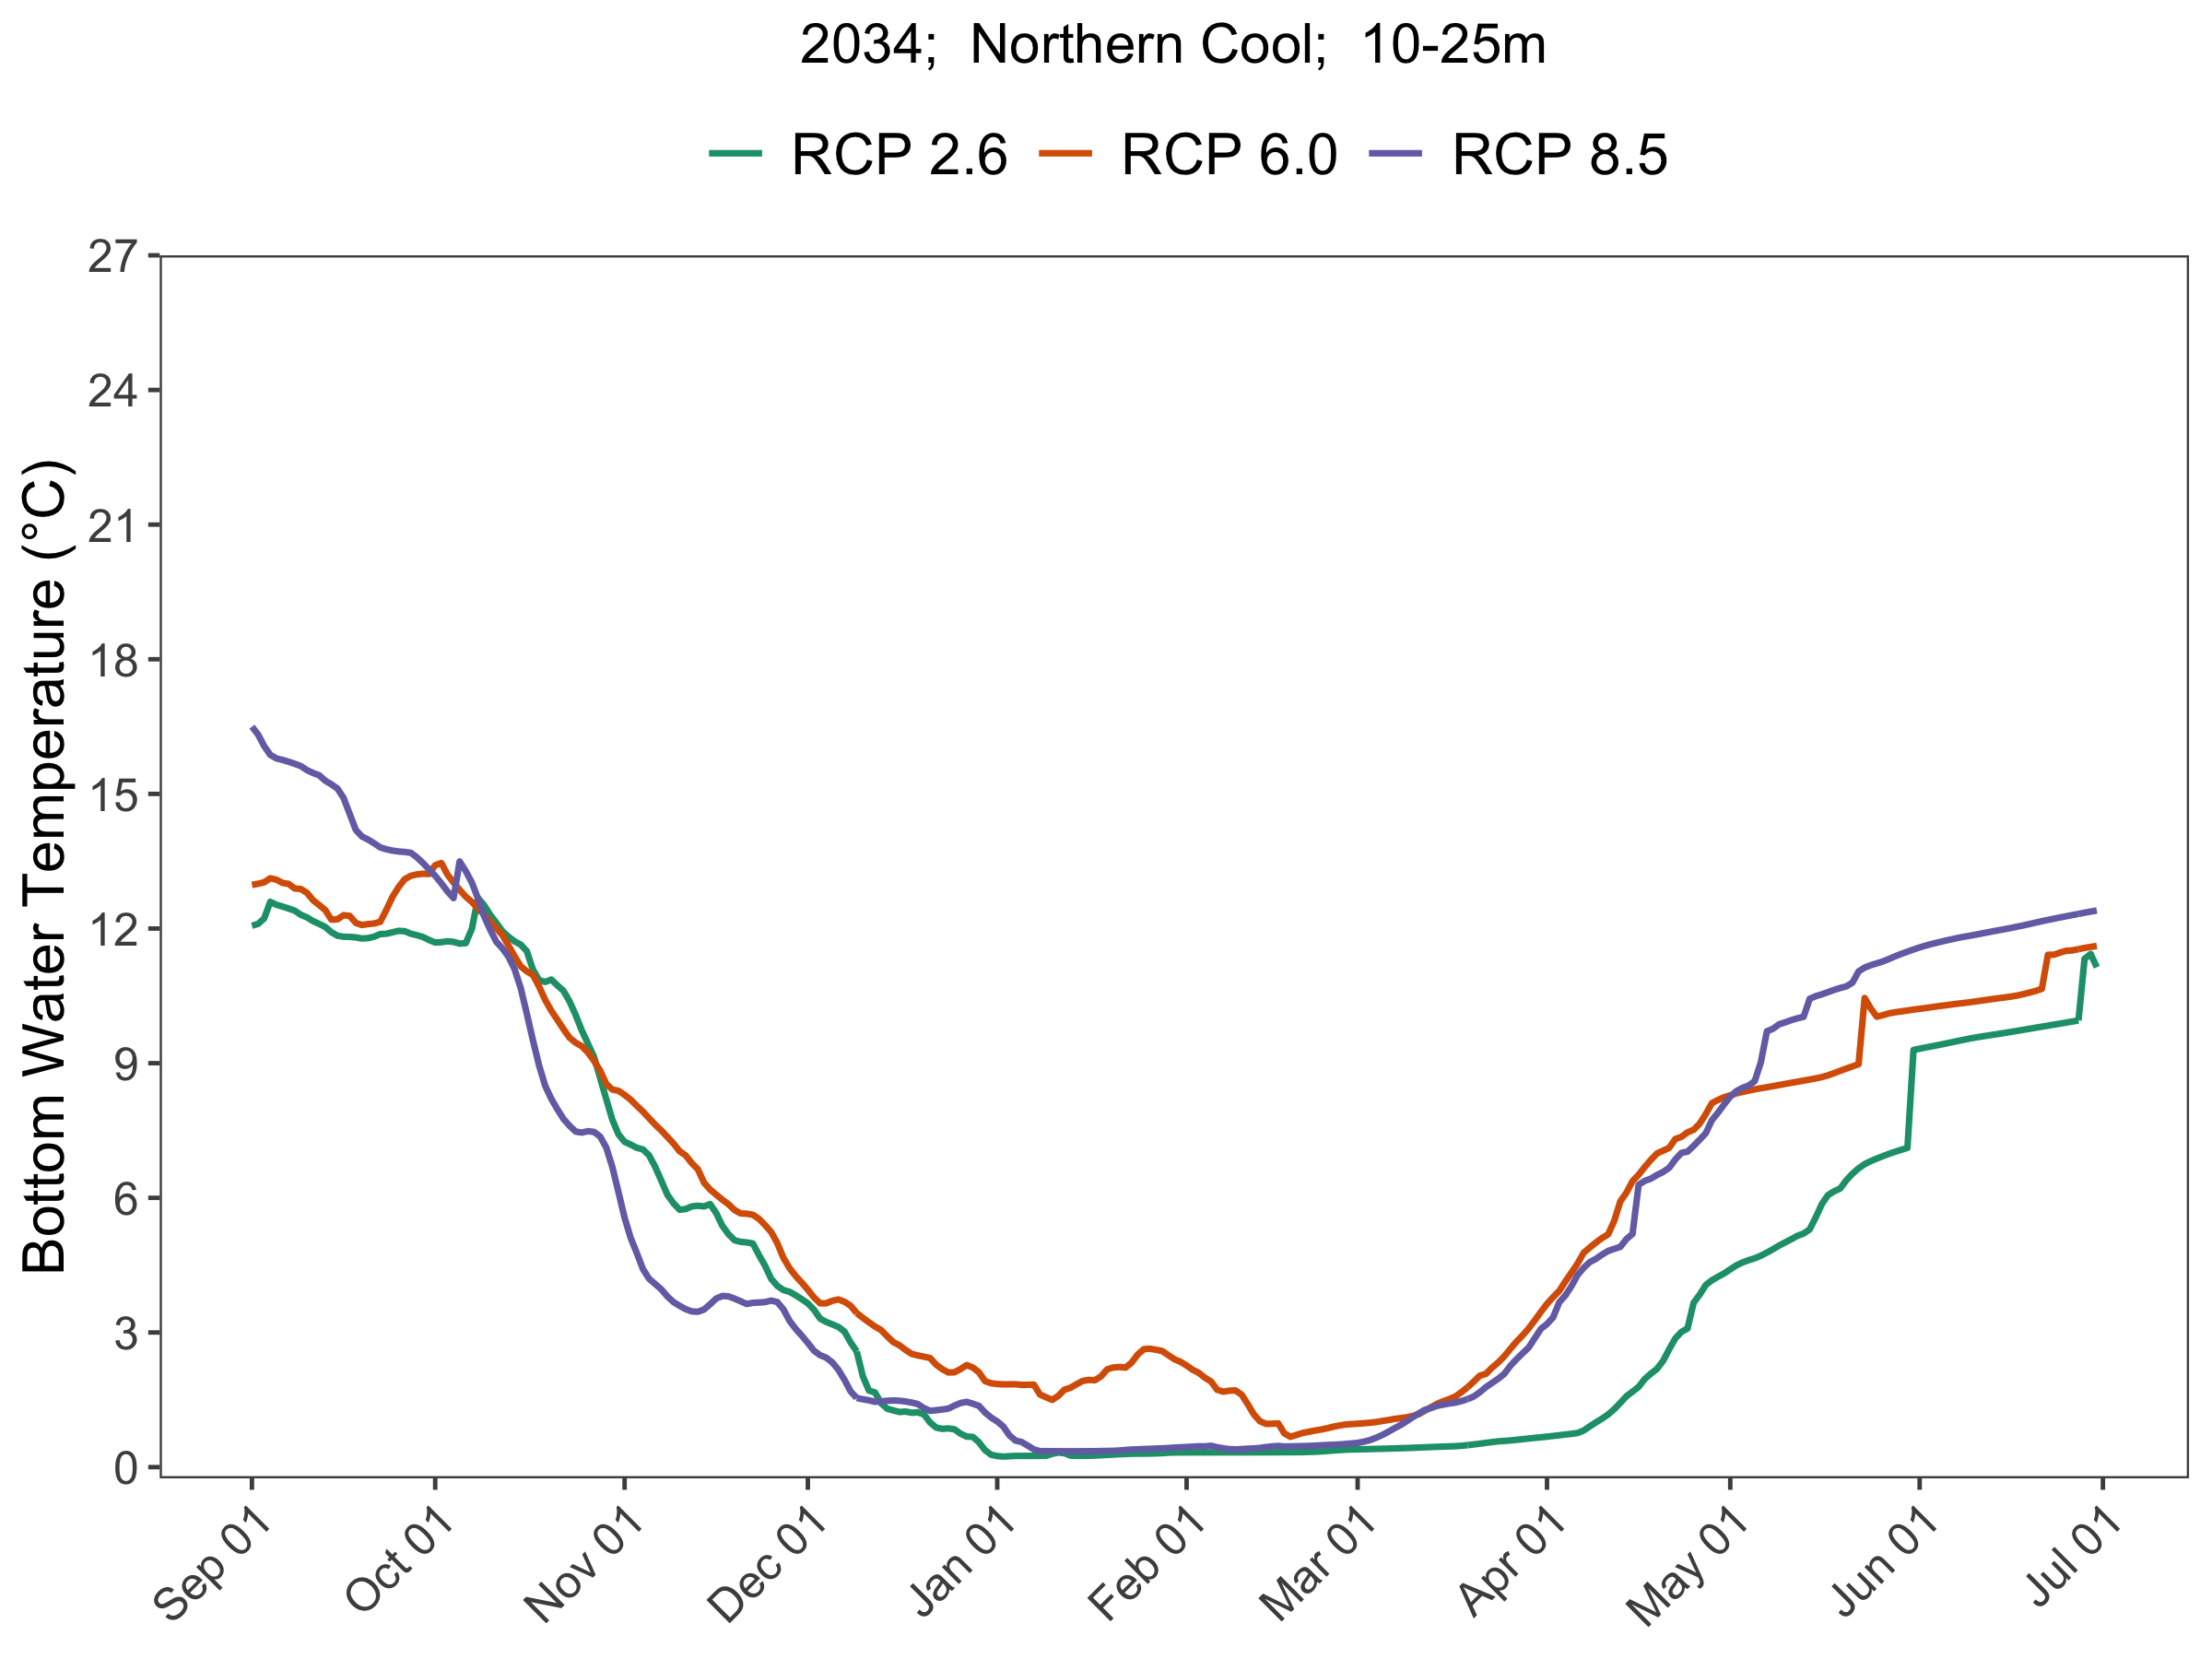 2034;  Northern Cool;  10-25m
RCP 2.6 RCP 6.0 RCP 8.5
Bottom Water Temperature (°C)
27
24
21
18
15
12
9
6
3
0
Sep 01 Oct 01 Nov 01 Dec 01 Jan 01 Feb 01 Mar 01 Apr 01 May 01 Jun 01 Jul 01